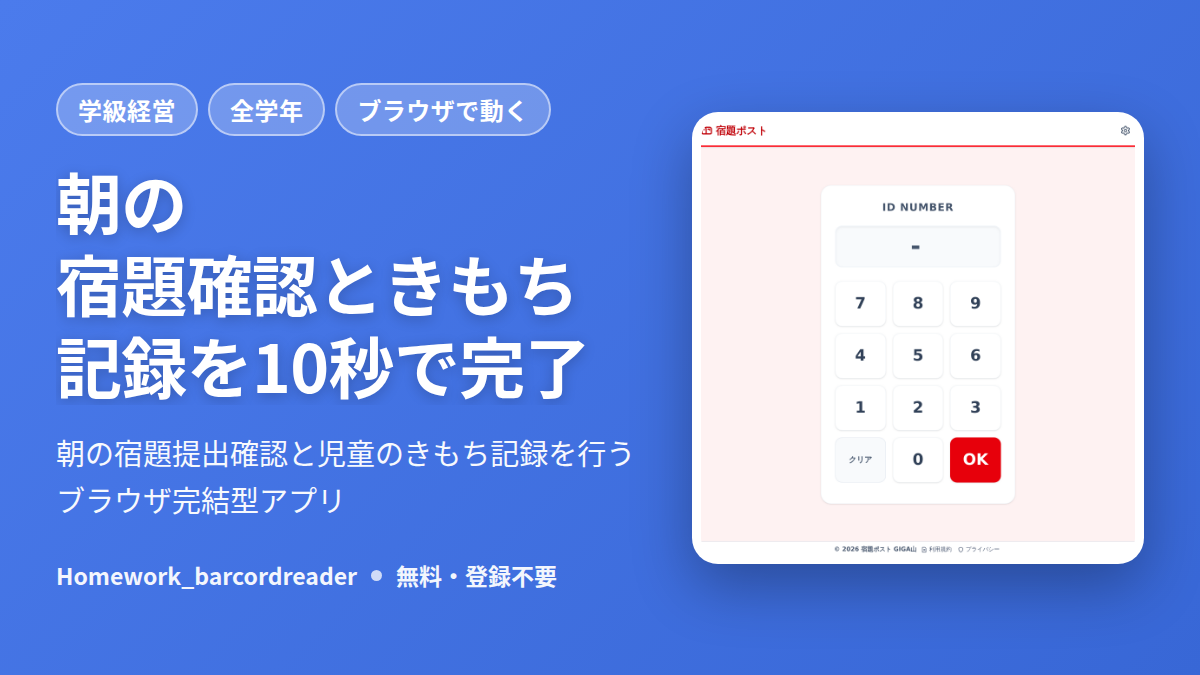 学級経営
全学年
ブラウザで動く
朝の
宿題確認ときもち
記録を10秒で完了
朝の宿題提出確認と児童のきもち記録を行う
ブラウザ完結型アプリ
Homework_barcordreader ● 無料・登録不要
宿題ポスト
ID NUMBER
-
7 8 9
4 5 6
1 2 3
クリア 0 OK
© 2026 宿題ポスト GIGA山 利用規約 プライバシー